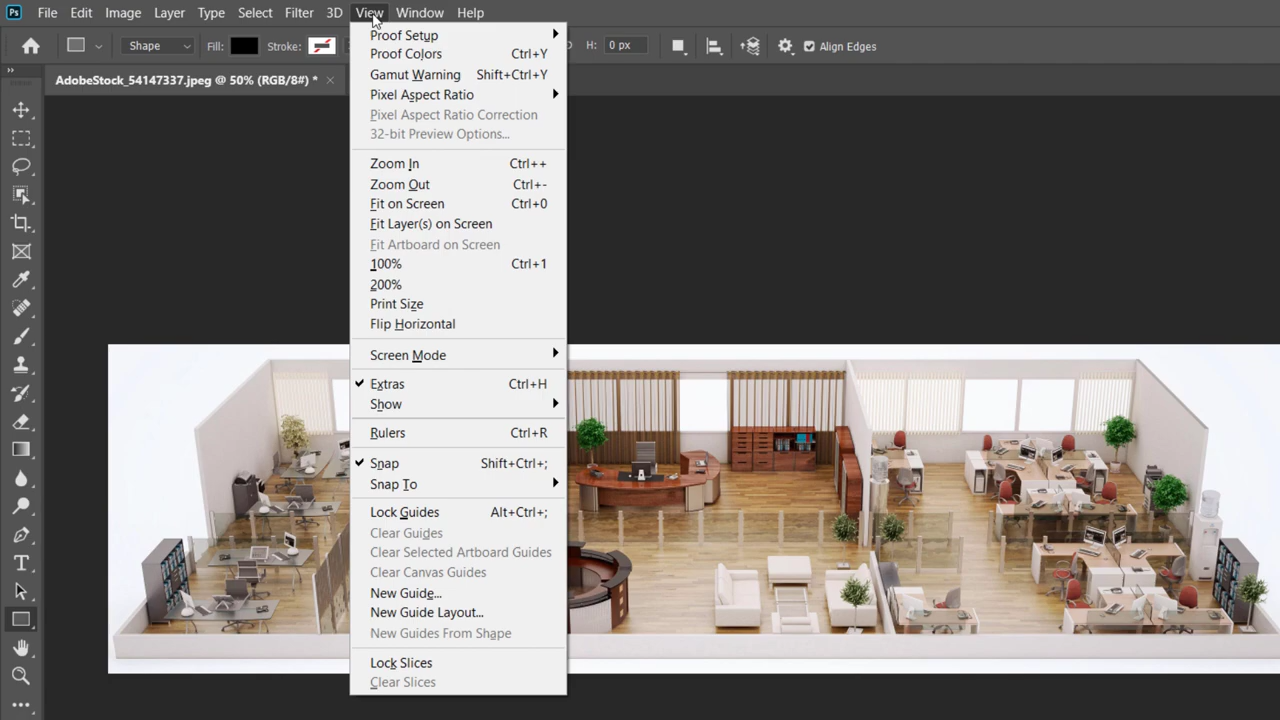 Ps File Edit Image Layer Type Select Filter 3D View Window Help
Shape Fill: Stroke: H: 0 px Align Edges
AdobeStock_54147337.jpeg @ 50% (RGB/8#) * ×
Proof Setup
Proof Colors Ctrl+Y
Gamut Warning Shift+Ctrl+Y
Pixel Aspect Ratio
Pixel Aspect Ratio Correction
32-bit Preview Options...
Zoom In Ctrl++
Zoom Out Ctrl+-
Fit on Screen Ctrl+0
Fit Layer(s) on Screen
Fit Artboard on Screen
100% Ctrl+1
200%
Print Size
Flip Horizontal
Screen Mode
Extras Ctrl+H
Show
Rulers Ctrl+R
Snap Shift+Ctrl+;
Snap To
Lock Guides Alt+Ctrl+;
Clear Guides
Clear Selected Artboard Guides
Clear Canvas Guides
New Guide...
New Guide Layout...
New Guides From Shape
Lock Slices
Clear Slices